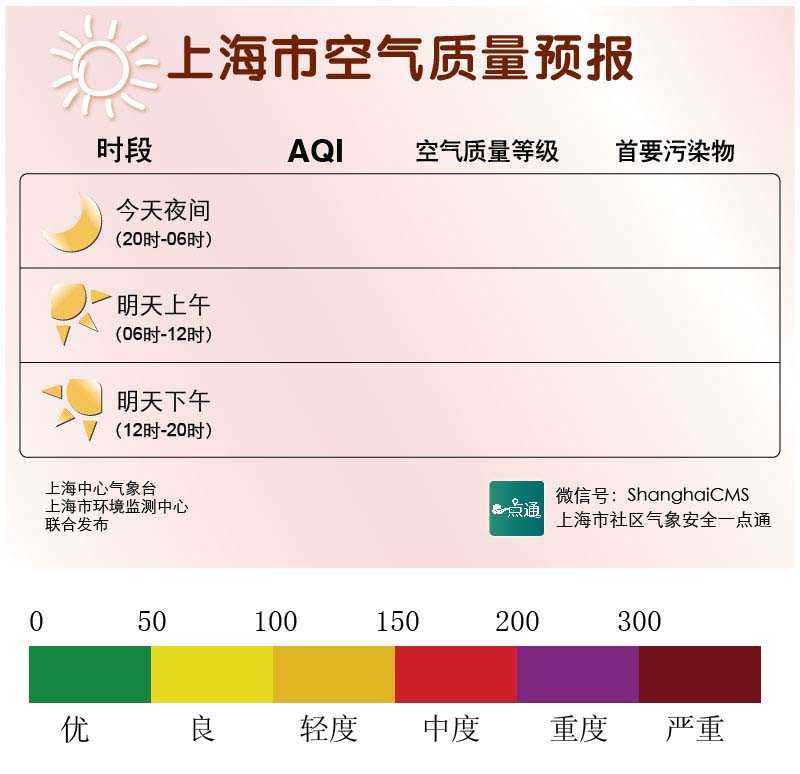 上海市空气质量预报
时段 AQI 空气质量等级 首要污染物
今天夜间
(20时-06时)
明天上午
(06时-12时)
明天下午
(12时-20时)
上海中心气象台
上海市环境监测中心
联合发布
一点通
微信号：ShanghaiCMS
上海市社区气象安全一点通
0 50 100 150 200 300
优 良 轻度 中度 重度 严重